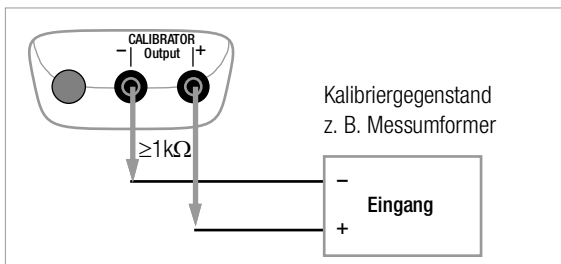 CALIBRATOR
– Output +
≥1kΩ
Kalibriergegenstand
z. B. Messumformer
–
Eingang
+